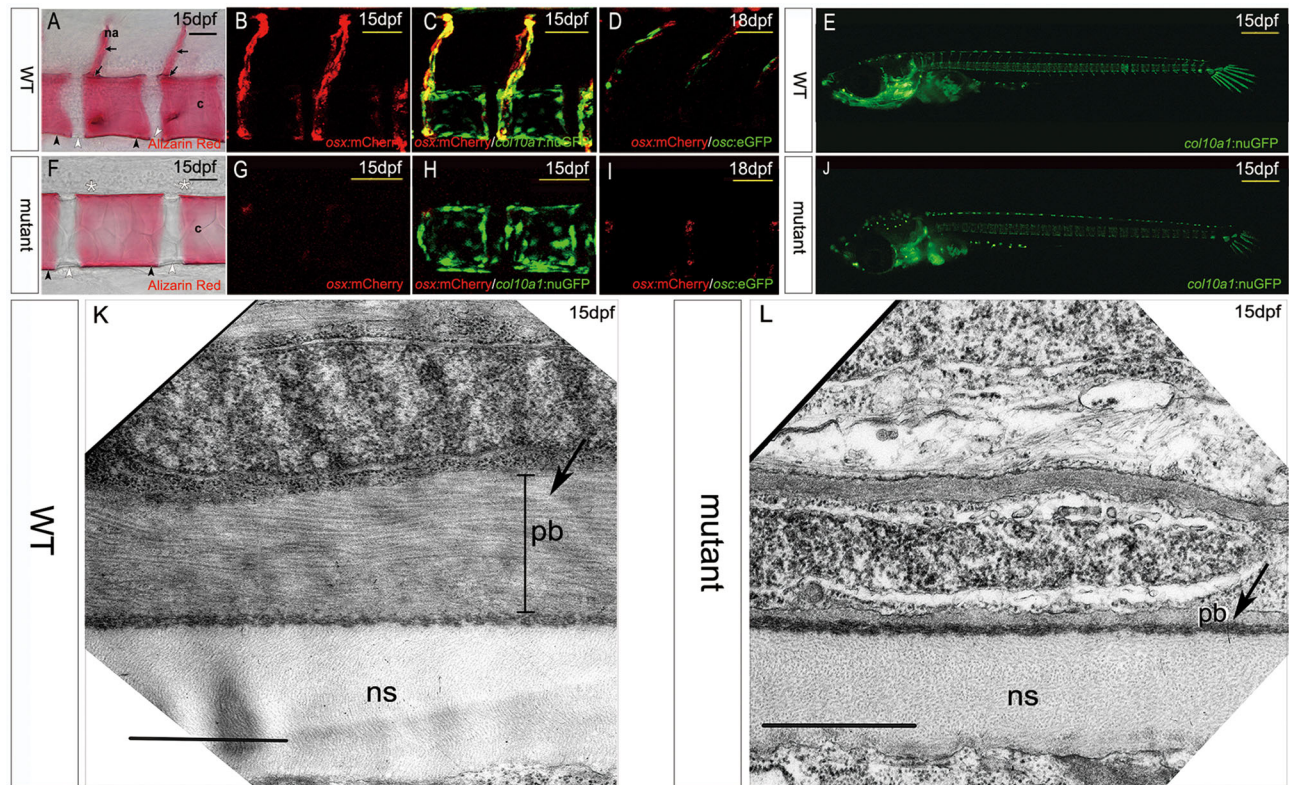 WT
A
15dpf
na
c
Alizarin Red
B
15dpf
osx:mCherry
C
15dpf
osx:mCherry/col10a1:nuGFP
D
18dpf
osx:mCherry/osc:eGFP
WT
E
15dpf
col10a1:nuGFP
mutant
F
15dpf
* *
c
Alizarin Red
G
15dpf
osx:mCherry
H
15dpf
osx:mCherry/col10a1:nuGFP
I
18dpf
osx:mCherry/osc:eGFP
mutant
J
15dpf
col10a1:nuGFP
WT
K
15dpf
pb
ns
mutant
L
15dpf
pb
ns